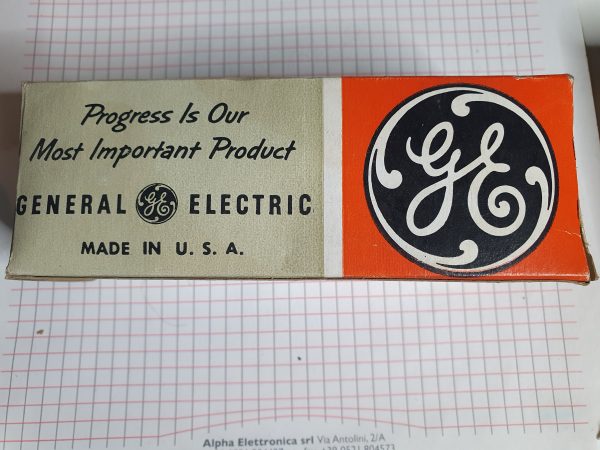 Progress Is Our
Most Important Product
GENERAL GE ELECTRIC
MADE IN U. S. A.
GE
Alpha Elettronica srl Via Antolini, 2/A